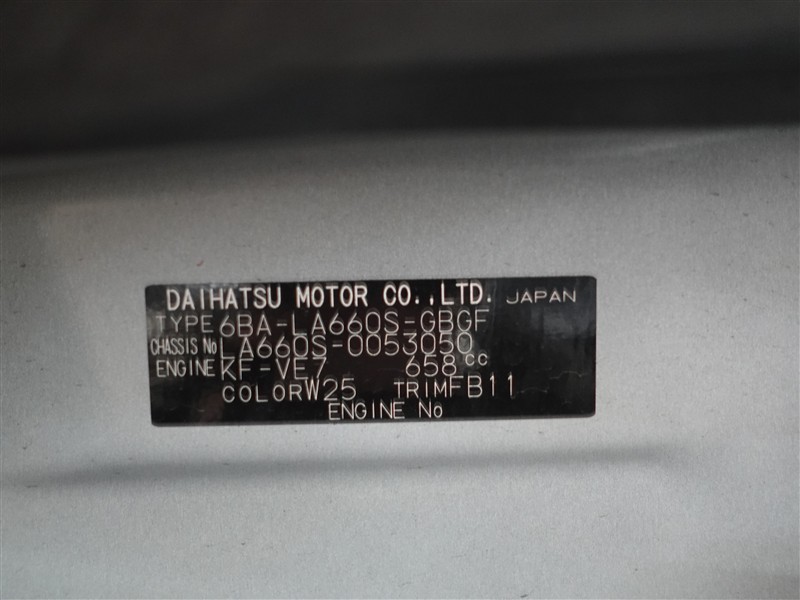 DAIHATSU MOTOR CO.,LTD. JAPAN
TYPE 6BA-LA660S-GBGF
CHASSIS No LA660S-0053050
ENGINE KF-VE7 658cc
COLOR W25 TRIM FB11
ENGINE No